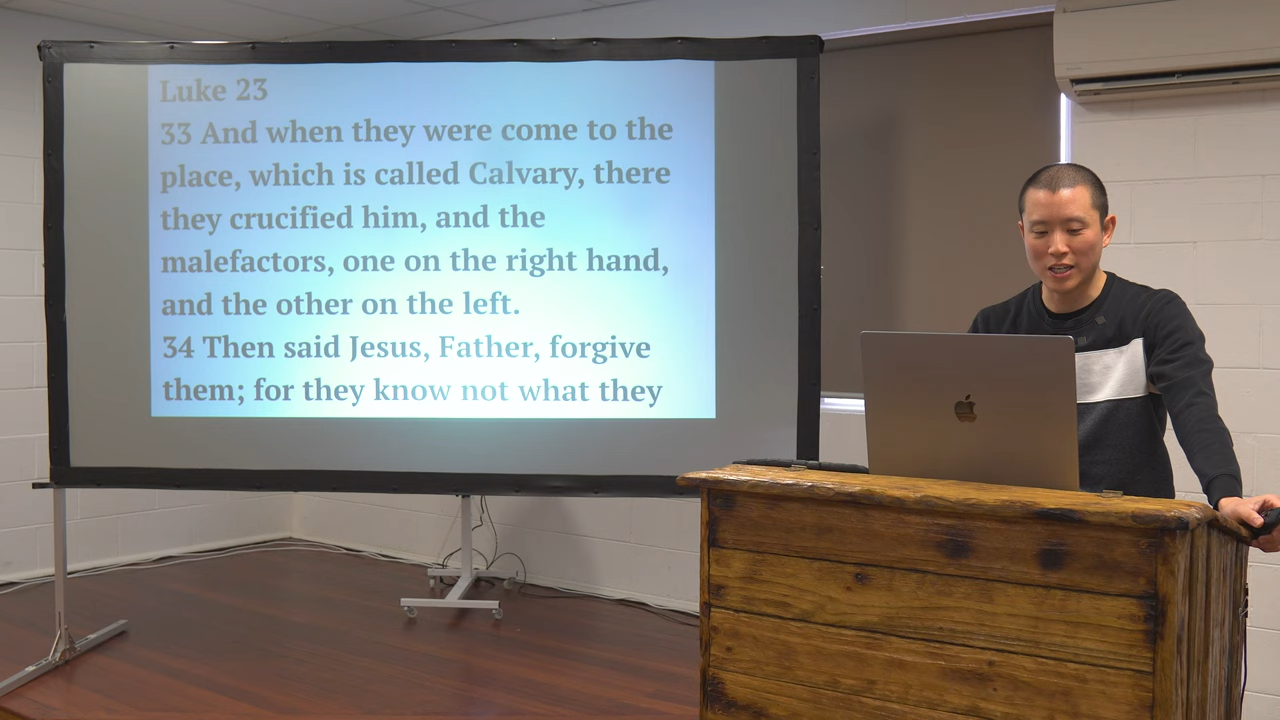 Luke 23
33 And when they were come to the
place, which is called Calvary, there
they crucified him, and the
malefactors, one on the right hand,
and the other on the left.
34 Then said Jesus, Father, forgive
them; for they know not what they